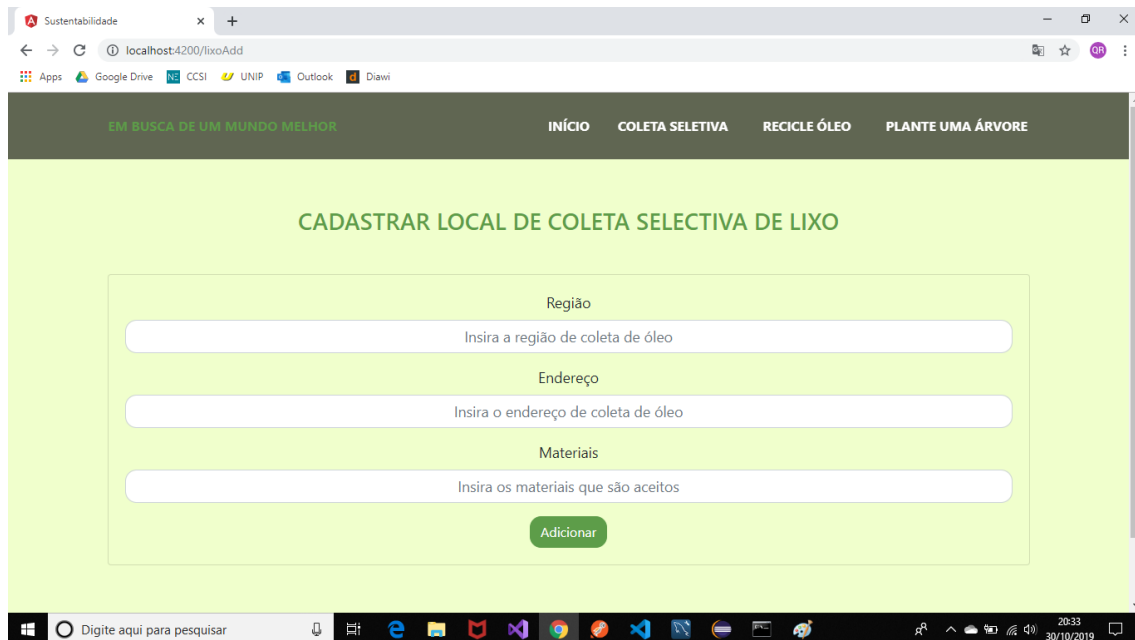 Sustentabilidade
localhost:4200/lixoAdd
QR
Apps Google Drive NE CCSI UNIP Outlook d Diawi
EM BUSCA DE UM MUNDO MELHOR INÍCIO COLETA SELETIVA RECICLE ÓLEO PLANTE UMA ÁRVORE
CADASTRAR LOCAL DE COLETA SELECTIVA DE LIXO
Região
Insira a região de coleta de óleo
Endereço
Insira o endereço de coleta de óleo
Materiais
Insira os materiais que são aceitos
Adicionar
Digite aqui para pesquisar
20:33
30/10/2019